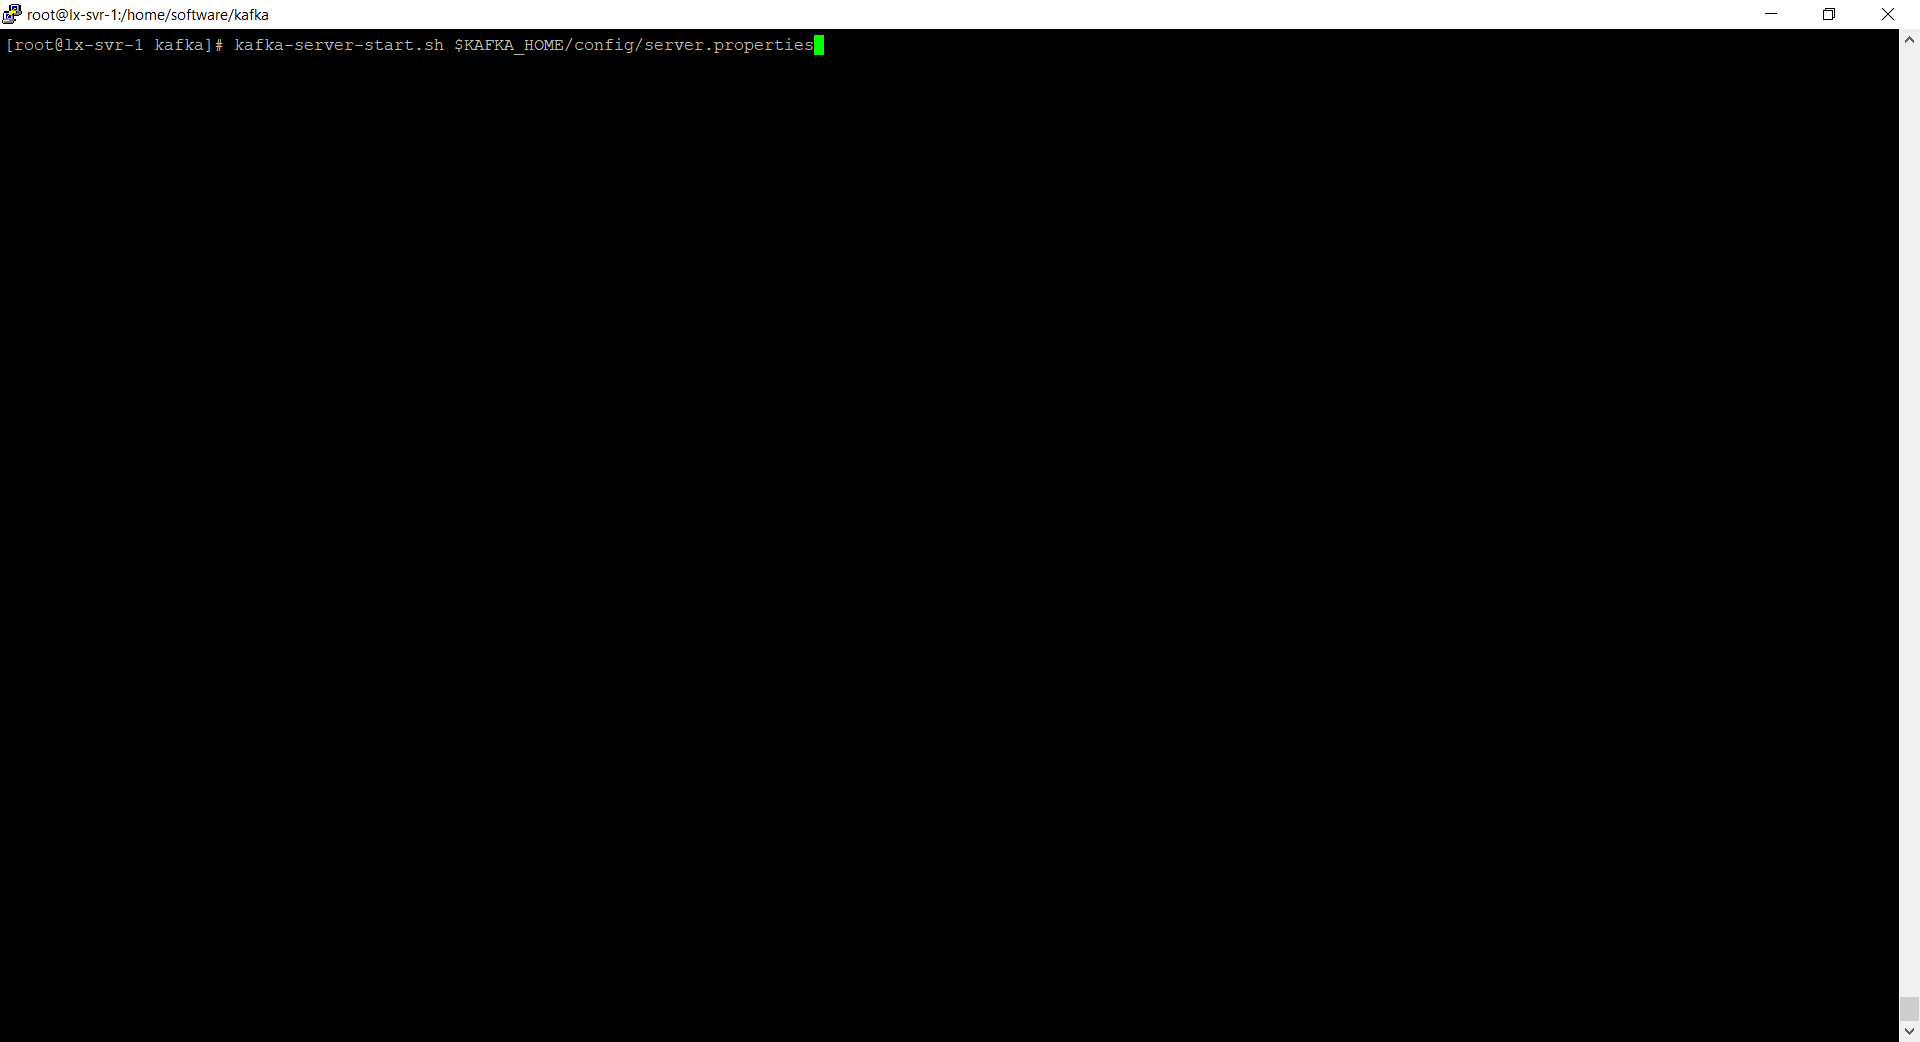 root@lx-svr-1:/home/software/kafka
[root@lx-svr-1 kafka]# kafka-server-start.sh $KAFKA_HOME/config/server.properties